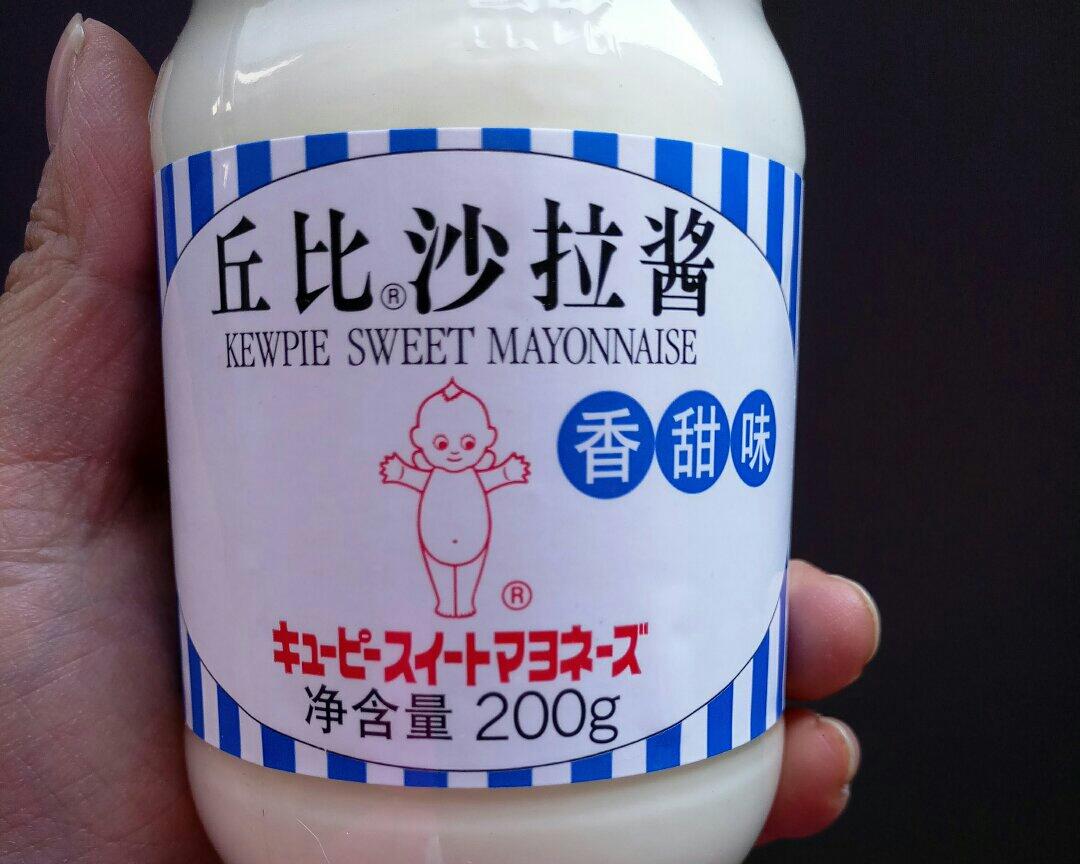 丘比®沙拉酱
KEWPIE SWEET MAYONNAISE
香甜味
®
キューピースイートマヨネーズ
净含量 200g